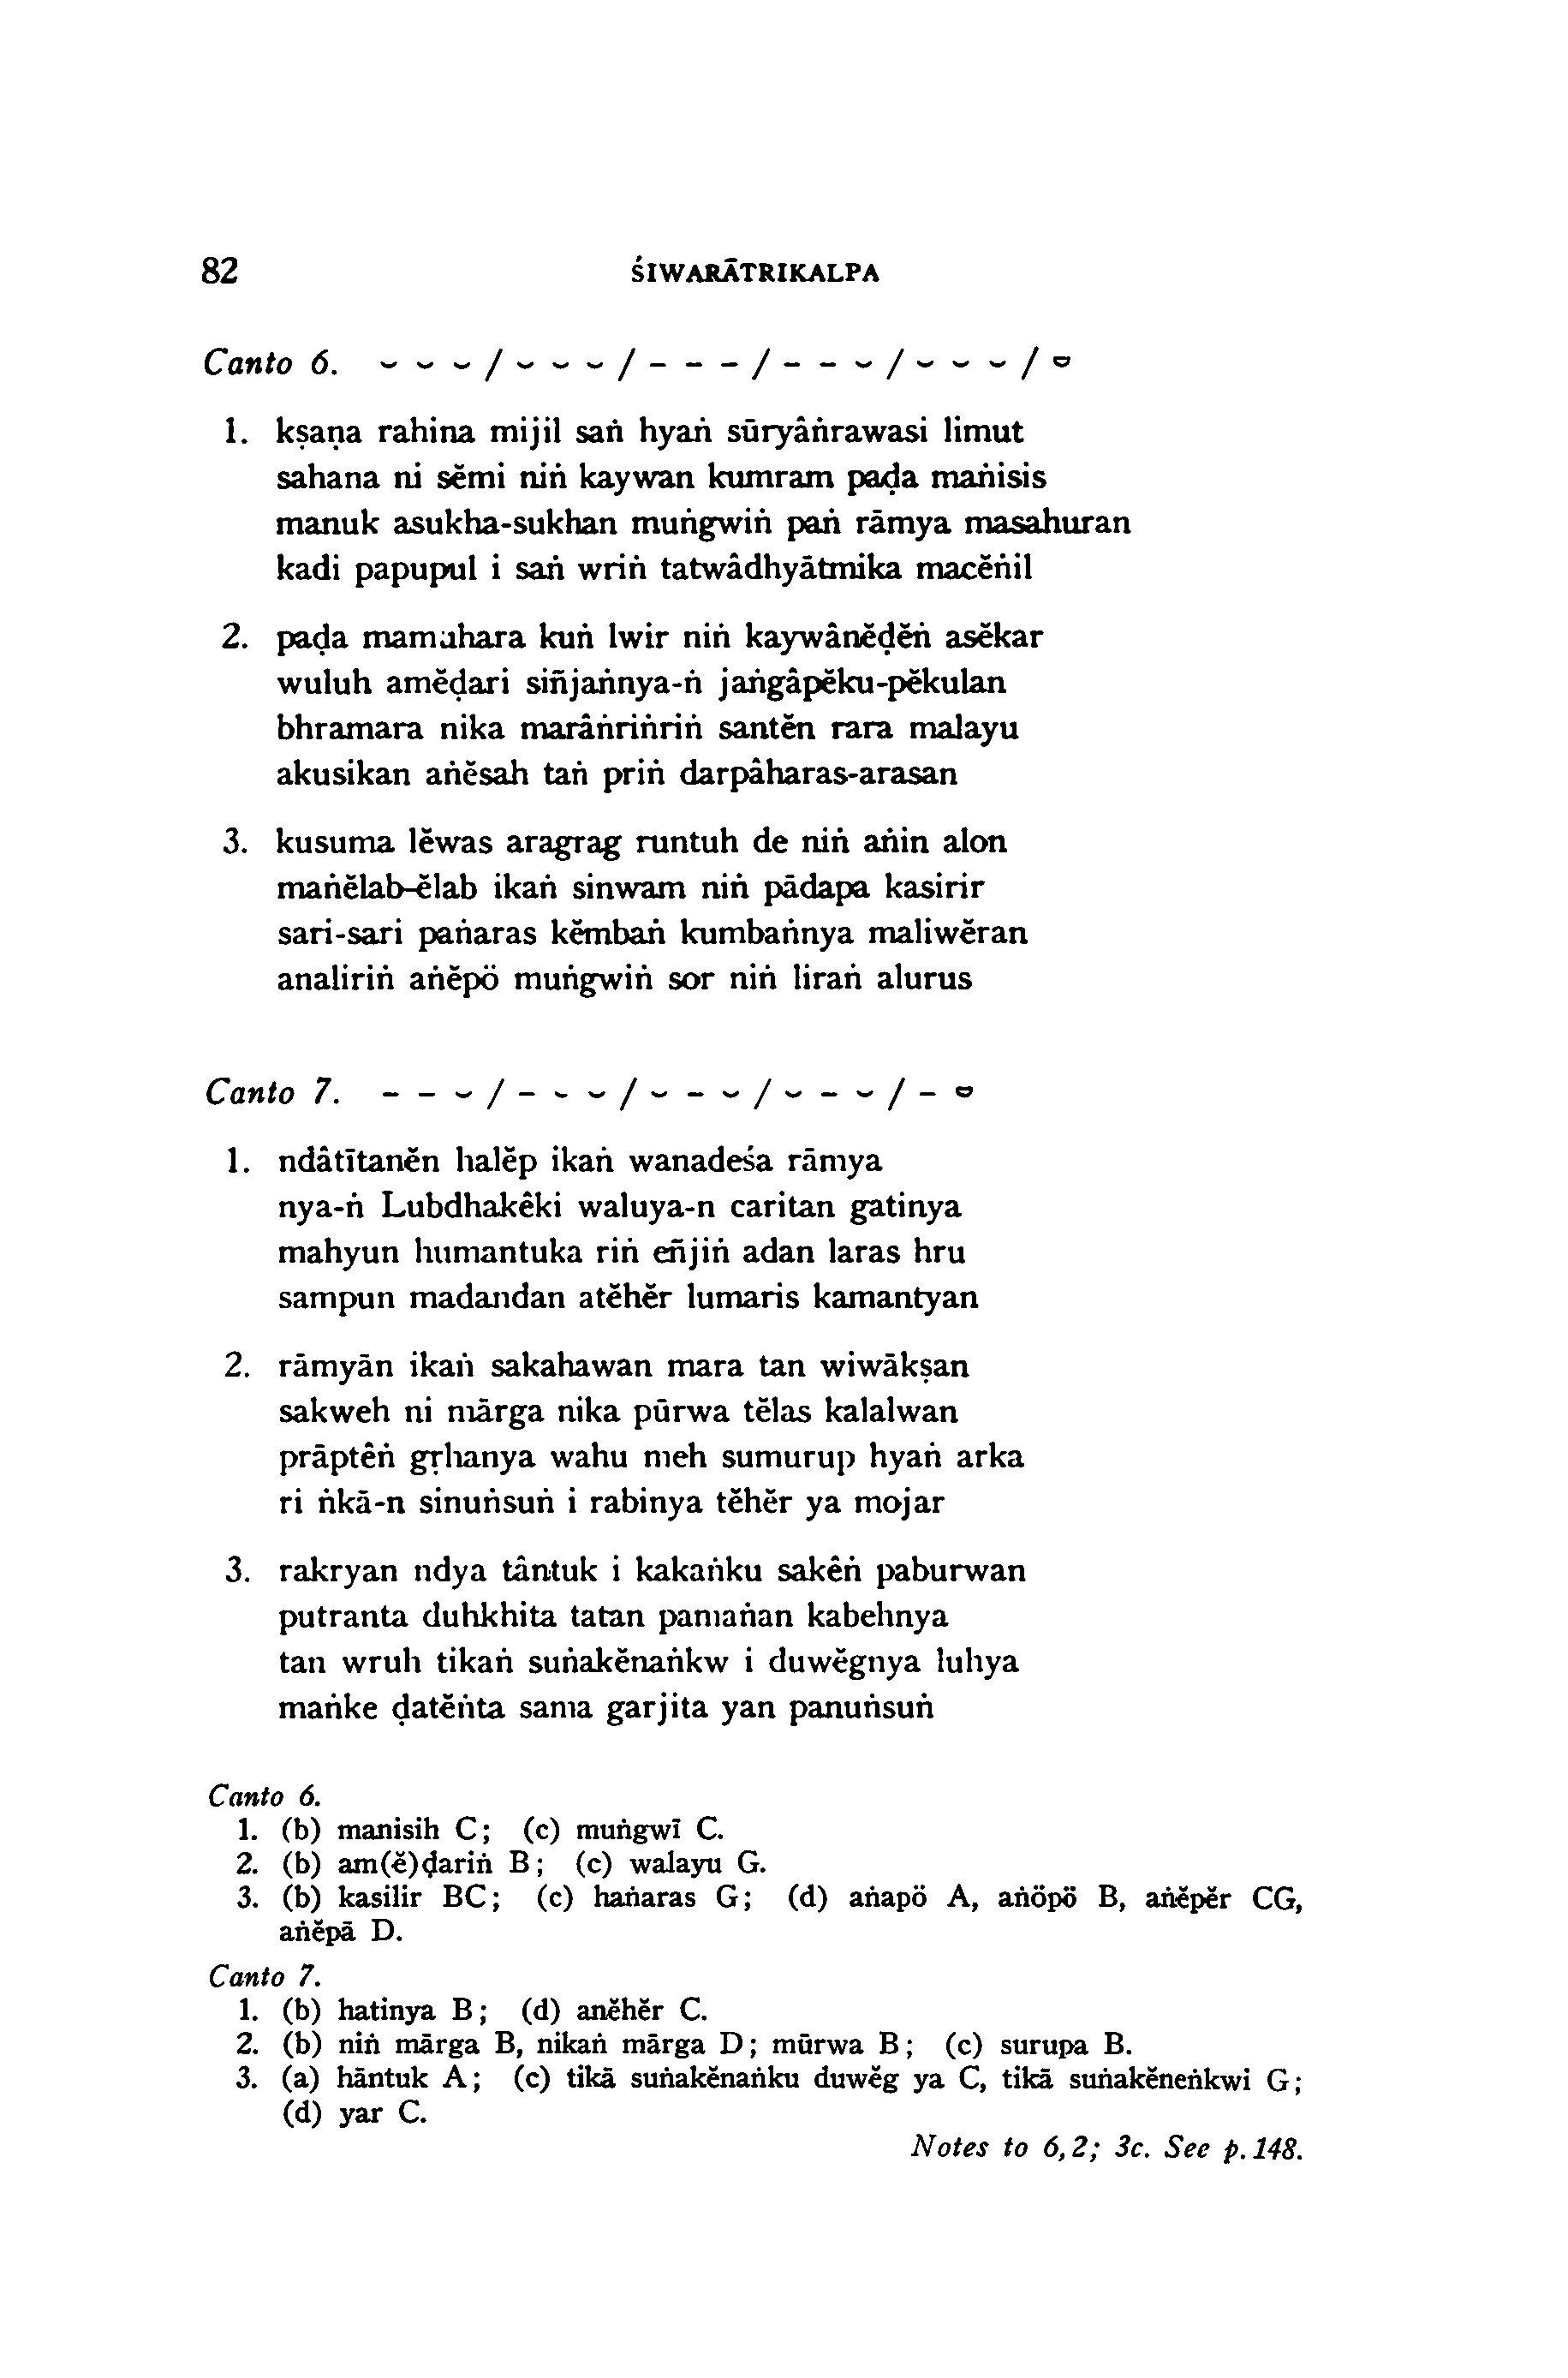 82 ŚIWARĀTRIKALPA
Canto 6. ⏑ ⏑ ⏑ / ⏑ ⏑ ⏑ / - - - / - - ⏑ / ⏑ ⏑ ⏑ / ⏓
1. kṣaṇa rahina mijil saṅ hyaṅ sūryâṅrawasi limut
sahana ni sĕmi niṅ kaywan kumram paḍa maṅisis
manuk asukha-sukhan muṅgwiṅ paṅ rāmya masahuran
kadi papupul i saṅ wriṅ tatwâdhyātmika macĕṅil
2. paḍa mamuhara kuṅ lwir niṅ kaywânĕḍĕṅ asĕkar
wuluh amĕḍari siñjaṅnya-ṅ jaṅgâpĕku-pĕkulan
bhramara nika marâṅriṅriṅ santĕn rara malayu
akusikan aṅĕsah taṅ priṅ darpâharas-arasan
3. kusuma lĕwas aragrag runtuh de niṅ aṅin alon
maṅĕlab-ĕlab ikaṅ sinwam niṅ pādapa kasirir
sari-sari paṅaras kĕmbaṅ kumbaṅnya maliwĕran
analiriṅ aṅĕpö muṅgwiṅ sor niṅ liraṅ alurus
Canto 7. - - ⏑ / - ⏑ ⏑ / ⏑ - ⏑ / ⏑ - ⏑ / - ⏓
1. ndâtītanĕn halĕp ikaṅ wanadeśa rāmya
nya-ṅ Lubdhakêki waluya-n caritan gatinya
mahyun humantuka riṅ eñjiṅ adan laras hru
sampun madandan atĕhĕr lumaris kamantyan
2. rāmyān ikaṅ sakahawan mara tan wiwākṣan
sakweh ni mārga nika pūrwa tĕlas kalalwan
prāptêṅ gṛhanya wahu meh sumurup hyaṅ arka
ri ṅkā-n sinuṅsuṅ i rabinya tĕhĕr ya mojar
3. rakryan ndya tântuk i kakaṅku sakêṅ paburwan
putranta duhkhita tatan pamaṅan kabehnya
tan wruh tikaṅ suṅakĕnaṅkw i duwĕgnya luhya
maṅke ḍatĕṅta sama garjita yan panuṅsuṅ
Canto 6.
1. (b) manisih C; (c) muṅgwī C.
2. (b) am(ĕ)ḍariṅ B; (c) walayu G.
3. (b) kasilir BC; (c) haṅaras G; (d) aṅapö A, aṅöpö B, aṅĕpĕr CG,
aṅĕpā D.
Canto 7.
1. (b) hatinya B; (d) anĕhĕr C.
2. (b) niṅ mārga B, nikaṅ mārga D; mūrwa B; (c) surupa B.
3. (a) hāntuk A; (c) tikā suṅakĕnaṅku duwĕg ya C, tikā suṅakĕneṅkwi G;
(d) yar C.
Notes to 6,2; 3c. See p. 148.